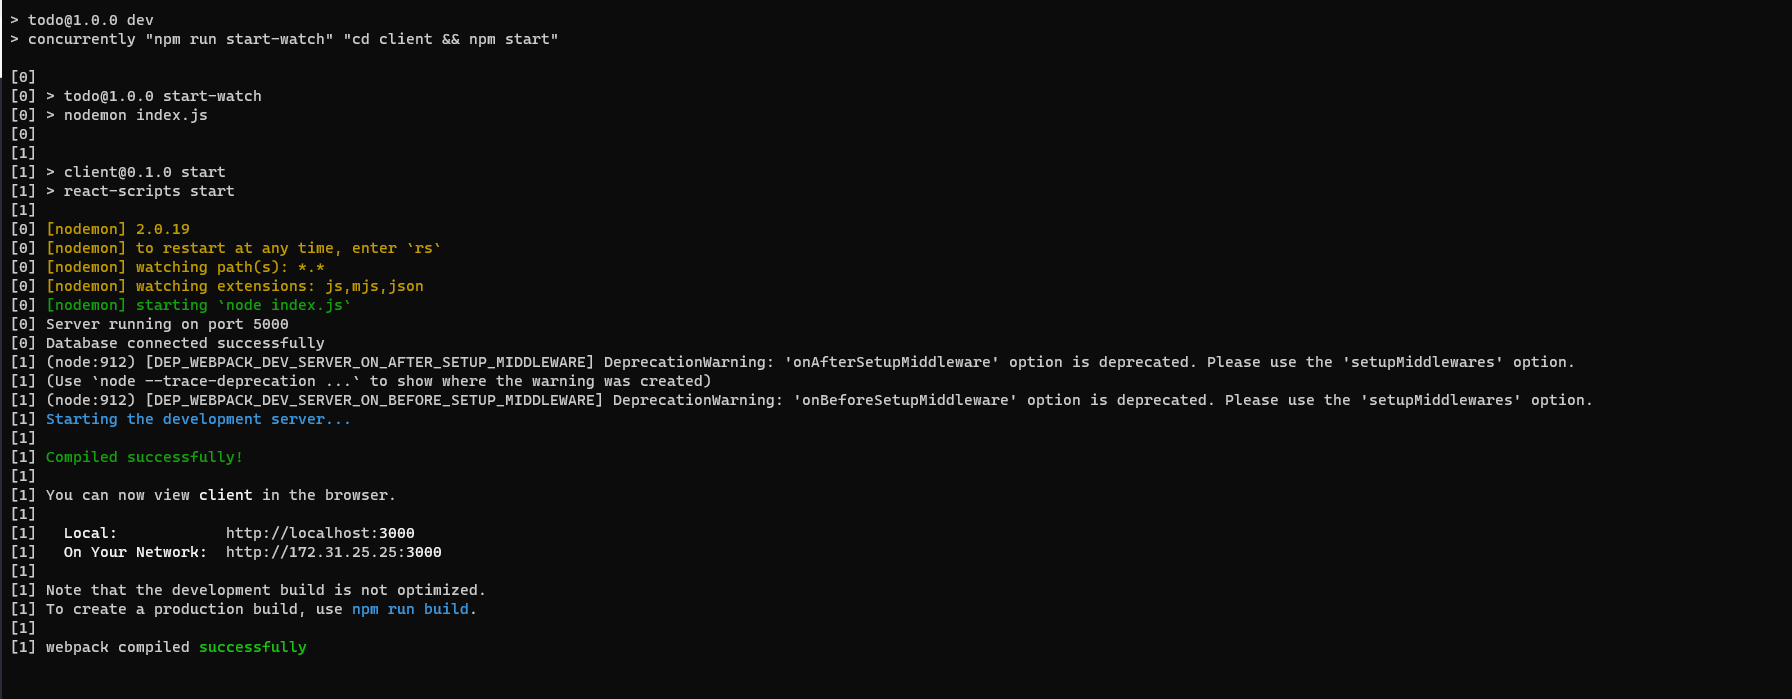 > todo@1.0.0 dev
> concurrently "npm run start-watch" "cd client && npm start"
[0]
[0] > todo@1.0.0 start-watch
[0] > nodemon index.js
[0]
[1]
[1] > client@0.1.0 start
[1] > react-scripts start
[1]
[0] [nodemon] 2.0.19
[0] [nodemon] to restart at any time, enter `rs`
[0] [nodemon] watching path(s): *.*
[0] [nodemon] watching extensions: js,mjs,json
[0] [nodemon] starting `node index.js`
[0] Server running on port 5000
[0] Database connected successfully
[1] (node:912) [DEP_WEBPACK_DEV_SERVER_ON_AFTER_SETUP_MIDDLEWARE] DeprecationWarning: 'onAfterSetupMiddleware' option is deprecated. Please use the 'setupMiddlewares' option.
[1] (Use `node --trace-deprecation ...` to show where the warning was created)
[1] (node:912) [DEP_WEBPACK_DEV_SERVER_ON_BEFORE_SETUP_MIDDLEWARE] DeprecationWarning: 'onBeforeSetupMiddleware' option is deprecated. Please use the 'setupMiddlewares' option.
[1] Starting the development server...
[1]
[1] Compiled successfully!
[1]
[1] You can now view client in the browser.
[1]
[1]   Local:            http://localhost:3000
[1]   On Your Network:  http://172.31.25.25:3000
[1]
[1] Note that the development build is not optimized.
[1] To create a production build, use npm run build.
[1]
[1] webpack compiled successfully